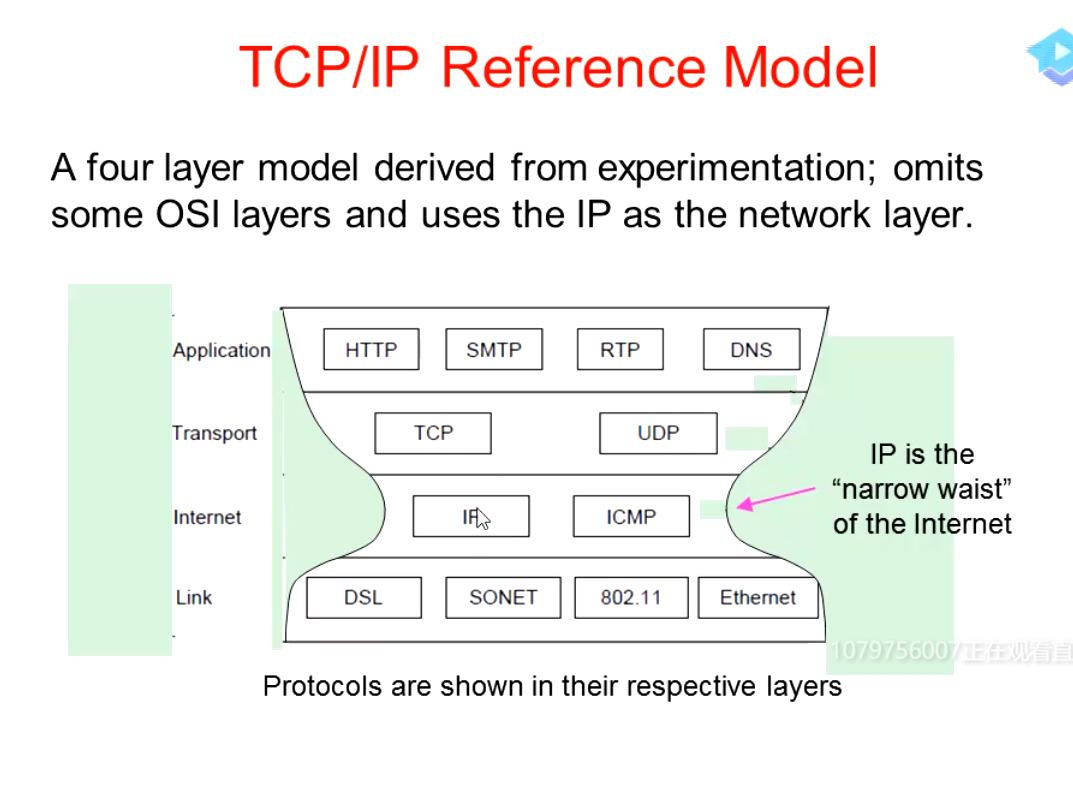 TCP/IP Reference Model
A four layer model derived from experimentation; omits
some OSI layers and uses the IP as the network layer.
Application HTTP SMTP RTP DNS
Transport TCP UDP
IP is the
“narrow waist”
of the Internet
Internet IP ICMP
Link DSL SONET 802.11 Ethernet
1079756007正在观看直
Protocols are shown in their respective layers